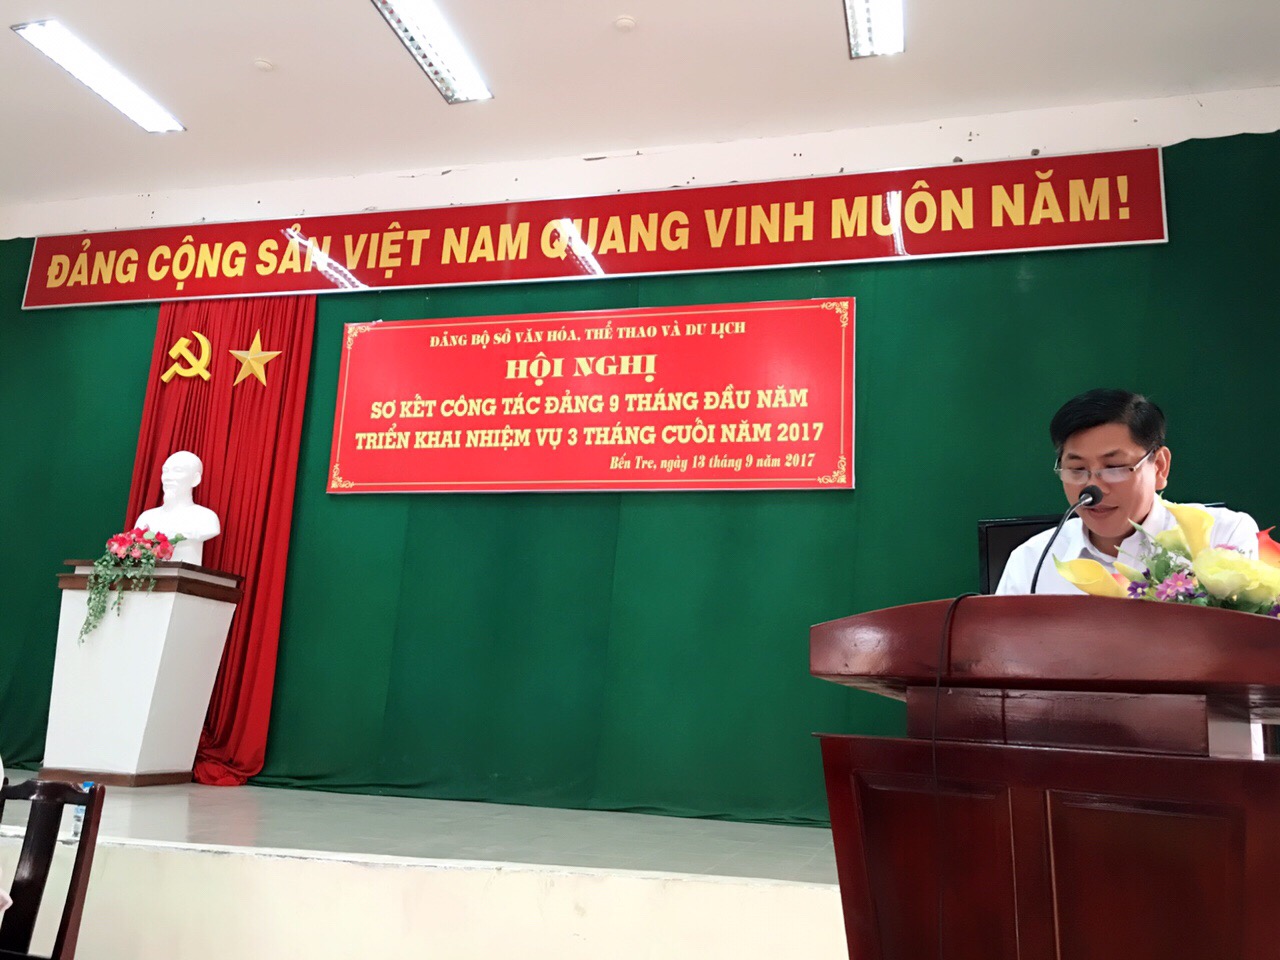 ĐẢNG CỘNG SẢN VIỆT NAM QUANG VINH MUÔN NĂM!
ĐẢNG BỘ SỞ VĂN HÓA, THỂ THAO VÀ DU LỊCH
HỘI NGHỊ
SƠ KẾT CÔNG TÁC ĐẢNG 9 THÁNG ĐẦU NĂM
TRIỂN KHAI NHIỆM VỤ 3 THÁNG CUỐI NĂM 2017
Bến Tre, ngày 13 tháng 9 năm 2017